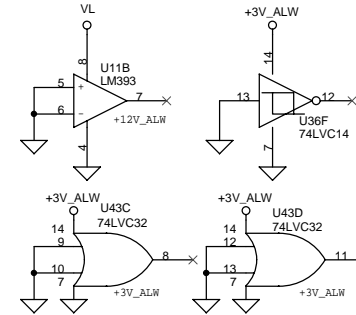 VL
8
U11B
LM393
5
+
7
6
-
+12V_ALW
4
+3V_ALW
14
13
12
U36F
74LVC14
7
+3V_ALW
U43C
74LVC32
14
9
8
10
7
+3V_ALW
+3V_ALW
U43D
74LVC32
14
12
11
13
7
+3V_ALW